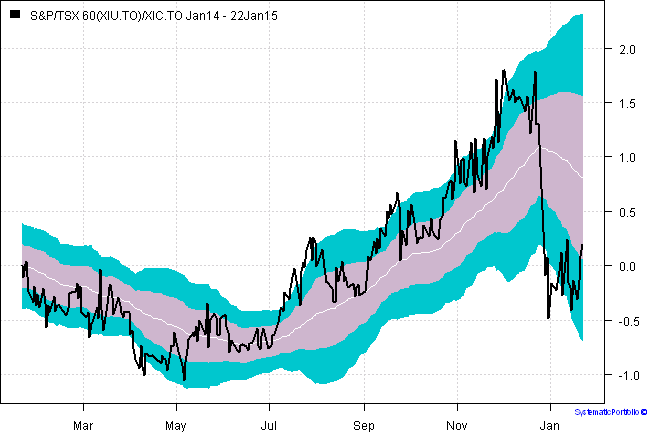 S&P/TSX 60(XIU.TO)/XIC.TO Jan14 - 22Jan15
2.0
1.5
1.0
0.5
0.0
-0.5
-1.0
Mar May Jul Sep Nov Jan
SystematicPortfolio ©